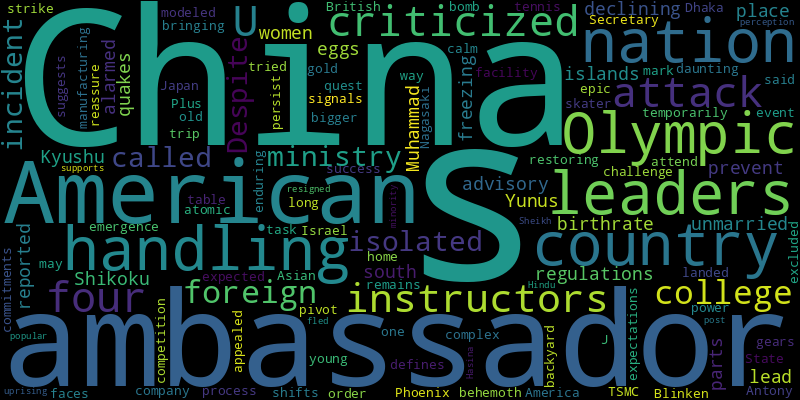 strike modeled British bomb tennis declining Dhaka
China U women criticized Secretary place perception
bringing eggs nation
incident suggests manufacturing reassure alarmed quakes Japan Despite tried gold calm way facility islands mark daunting
Plus old quest persist signals Muhammad Nagasaki freezing epic said
trip bigger skater attack temporarily event
Olympic
Kyushu called ministry restoring attend prevent
supports enduring success challenge
American S leaders
table resigned advisory
atomic long minority Yunus Sheikh birthrate unmarried excluded
emergence task Israel
handling isolated country
commitments reported may home
Shikoku expected Asian south remains regulations landed
four foreign Hindu instructors college
pivot fled power
popular competition appealed one complex J expectations post
ambassador
young defines Hasina backyard parts gears
State lead
uprising faces company process shifts order Phoenix behemoth America TSMC Blinken Antony